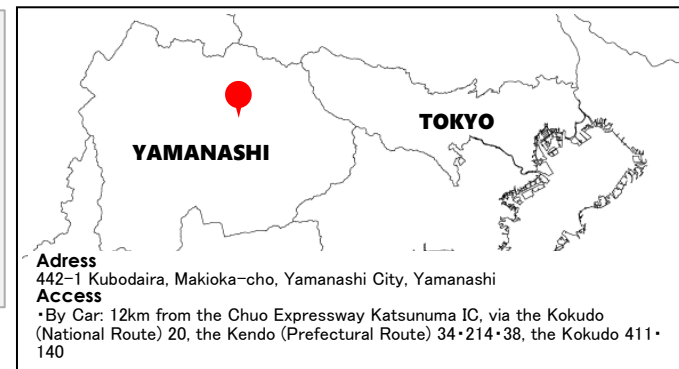 TOKYO
YAMANASHI
Adress
442-1 Kubodaira, Makioka-cho, Yamanashi City, Yamanashi
Access
・By Car: 12km from the Chuo Expressway Katsunuma IC, via the Kokudo
(National Route) 20, the Kendo (Prefectural Route) 34・214・38, the Kokudo 411・
140